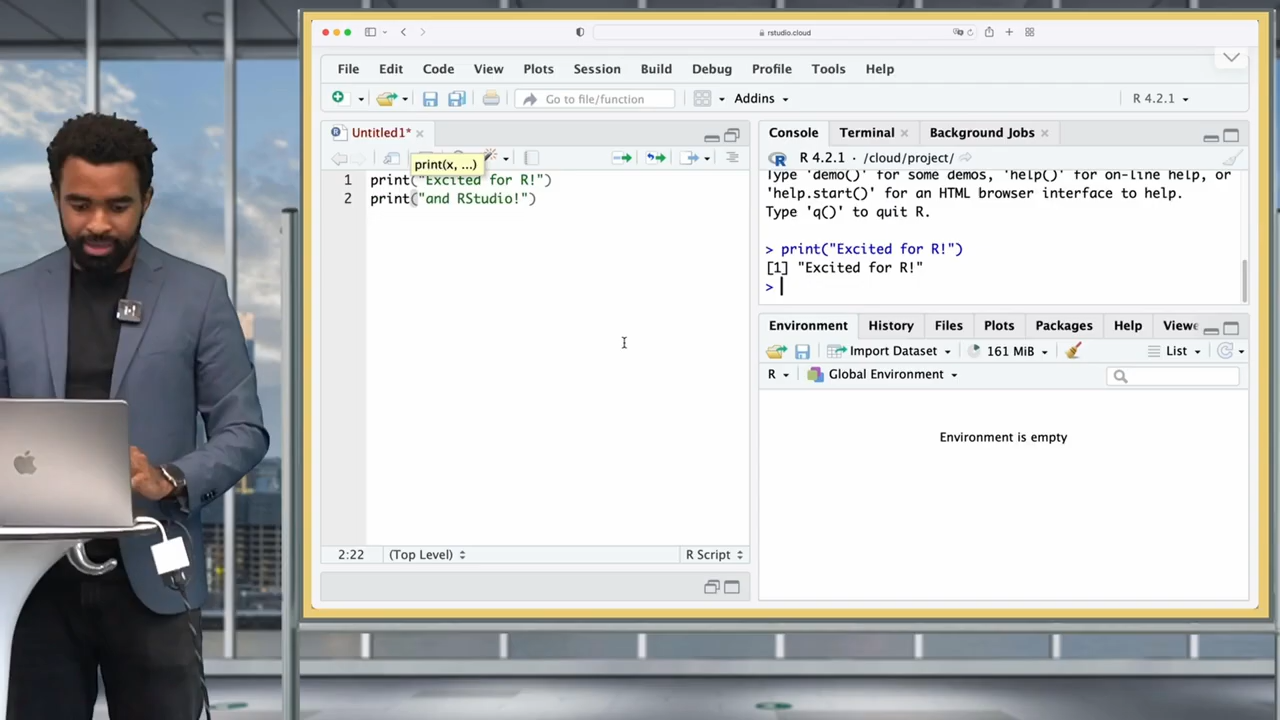 rstudio.cloud
File Edit Code View Plots Session Build Debug Profile Tools Help
Go to file/function Addins R 4.2.1
Untitled1*
print(x, ...)
1 print("Excited for R!")
2 print("and RStudio!")
2:22 (Top Level) R Script
Console Terminal Background Jobs
R 4.2.1 · /cloud/project/
Type 'demo()' for some demos, 'help()' for on-line help, or
'help.start()' for an HTML browser interface to help.
Type 'q()' to quit R.
> print("Excited for R!")
[1] "Excited for R!"
>
Environment History Files Plots Packages Help Viewe
Import Dataset 161 MiB List
R Global Environment
Environment is empty